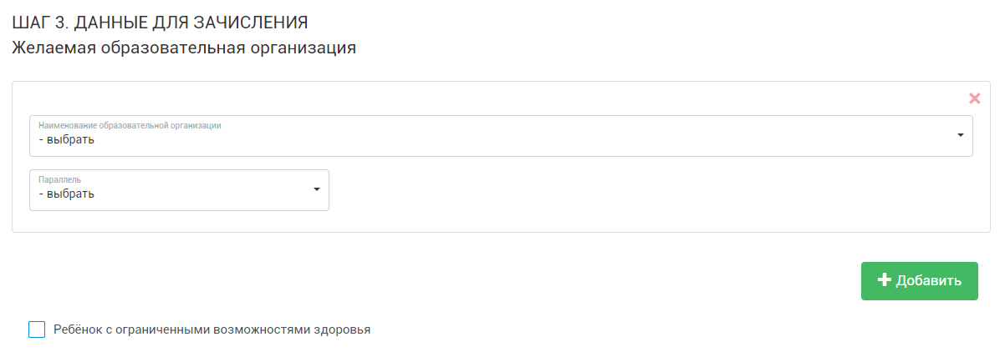 ШАГ 3. ДАННЫЕ ДЛЯ ЗАЧИСЛЕНИЯ
Желаемая образовательная организация
Наименование образовательной организации
- выбрать
Параллель
- выбрать
Добавить
Ребёнок с ограниченными возможностями здоровья